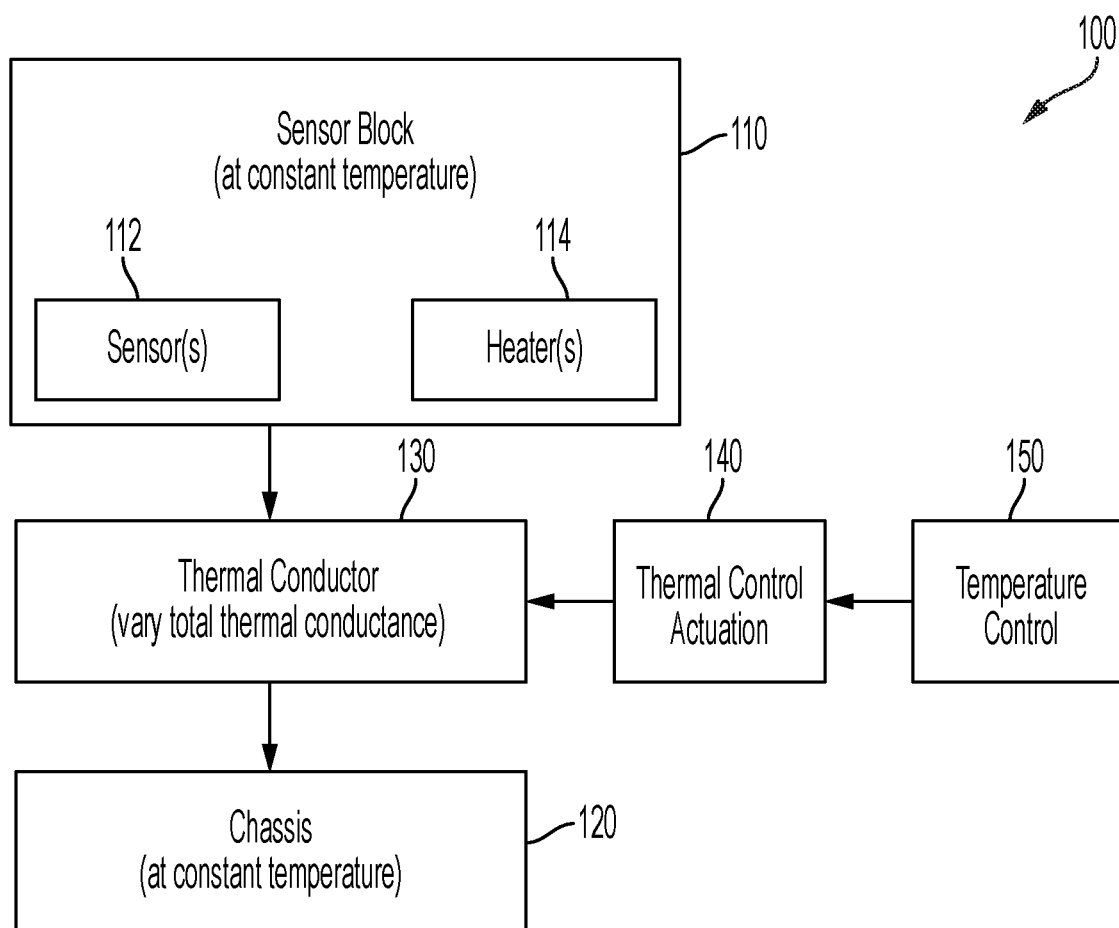 100
Sensor Block
(at constant temperature)
110
112
114
Sensor(s)
Heater(s)
130
140
150
Thermal Conductor
(vary total thermal conductance)
Thermal Control
Actuation
Temperature
Control
Chassis
(at constant temperature)
120